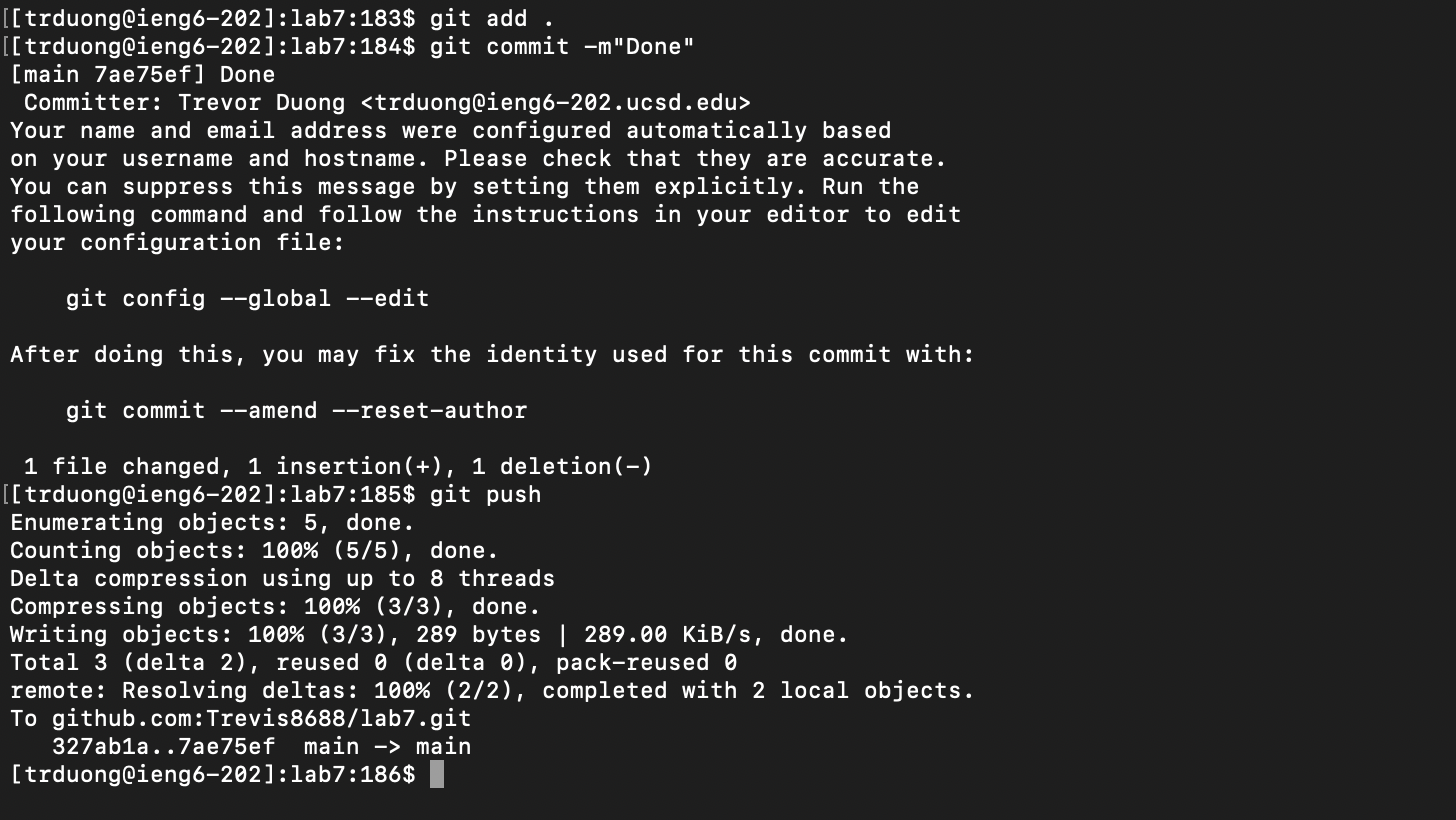 [[trduong@ieng6-202]:lab7:183$ git add .
[[trduong@ieng6-202]:lab7:184$ git commit -m"Done"
[main 7ae75ef] Done
 Committer: Trevor Duong <trduong@ieng6-202.ucsd.edu>
Your name and email address were configured automatically based
on your username and hostname. Please check that they are accurate.
You can suppress this message by setting them explicitly. Run the
following command and follow the instructions in your editor to edit
your configuration file:

    git config --global --edit

After doing this, you may fix the identity used for this commit with:

    git commit --amend --reset-author

 1 file changed, 1 insertion(+), 1 deletion(-)
[[trduong@ieng6-202]:lab7:185$ git push
Enumerating objects: 5, done.
Counting objects: 100% (5/5), done.
Delta compression using up to 8 threads
Compressing objects: 100% (3/3), done.
Writing objects: 100% (3/3), 289 bytes | 289.00 KiB/s, done.
Total 3 (delta 2), reused 0 (delta 0), pack-reused 0
remote: Resolving deltas: 100% (2/2), completed with 2 local objects.
To github.com:Trevis8688/lab7.git
   327ab1a..7ae75ef  main -> main
[trduong@ieng6-202]:lab7:186$